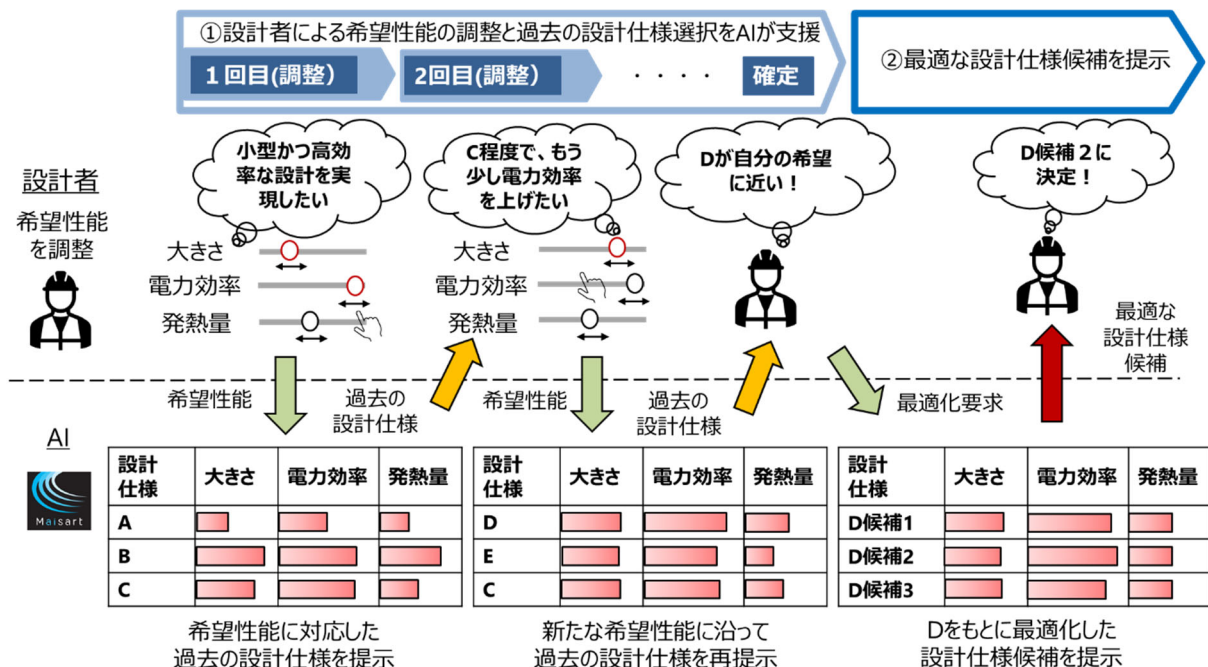 ①設計者による希望性能の調整と過去の設計仕様選択をAIが支援
1回目(調整)
2回目(調整)
・・・・
確定
②最適な設計仕様候補を提示
設計者
希望性能
を調整
小型かつ高効
率な設計を実
現したい
大きさ
電力効率
発熱量
C程度で、もう
少し電力効率
を上げたい
大きさ
電力効率
発熱量
Dが自分の希望
に近い!
D候補2に
決定!
希望性能
過去の
設計仕様
希望性能
過去の
設計仕様
最適化要求
最適な
設計仕様
候補
AI
Maisart
設計
仕様 大きさ 電力効率 発熱量
A
B
C
希望性能に対応した
過去の設計仕様を提示
設計
仕様 大きさ 電力効率 発熱量
D
E
C
新たな希望性能に沿って
過去の設計仕様を再提示
設計
仕様 大きさ 電力効率 発熱量
D候補1
D候補2
D候補3
Dをもとに最適化した
設計仕様候補を提示